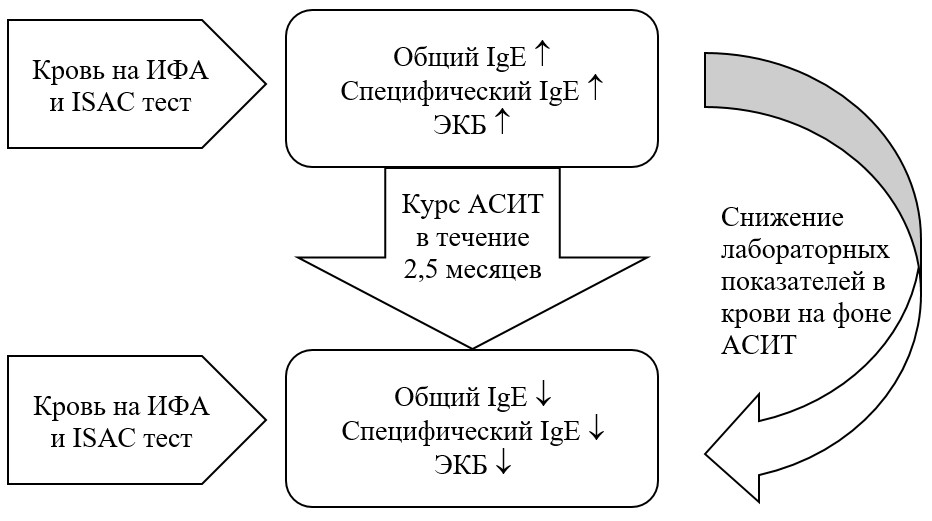 Кровь на ИФА
и ISAC тест
Общий IgE ↑
Специфический IgE ↑
ЭКБ ↑
Курс АСИТ
в течение
2,5 месяцев
Снижение
лабораторных
показателей в
крови на фоне
АСИТ
Кровь на ИФА
и ISAC тест
Общий IgE ↓
Специфический IgE ↓
ЭКБ ↓